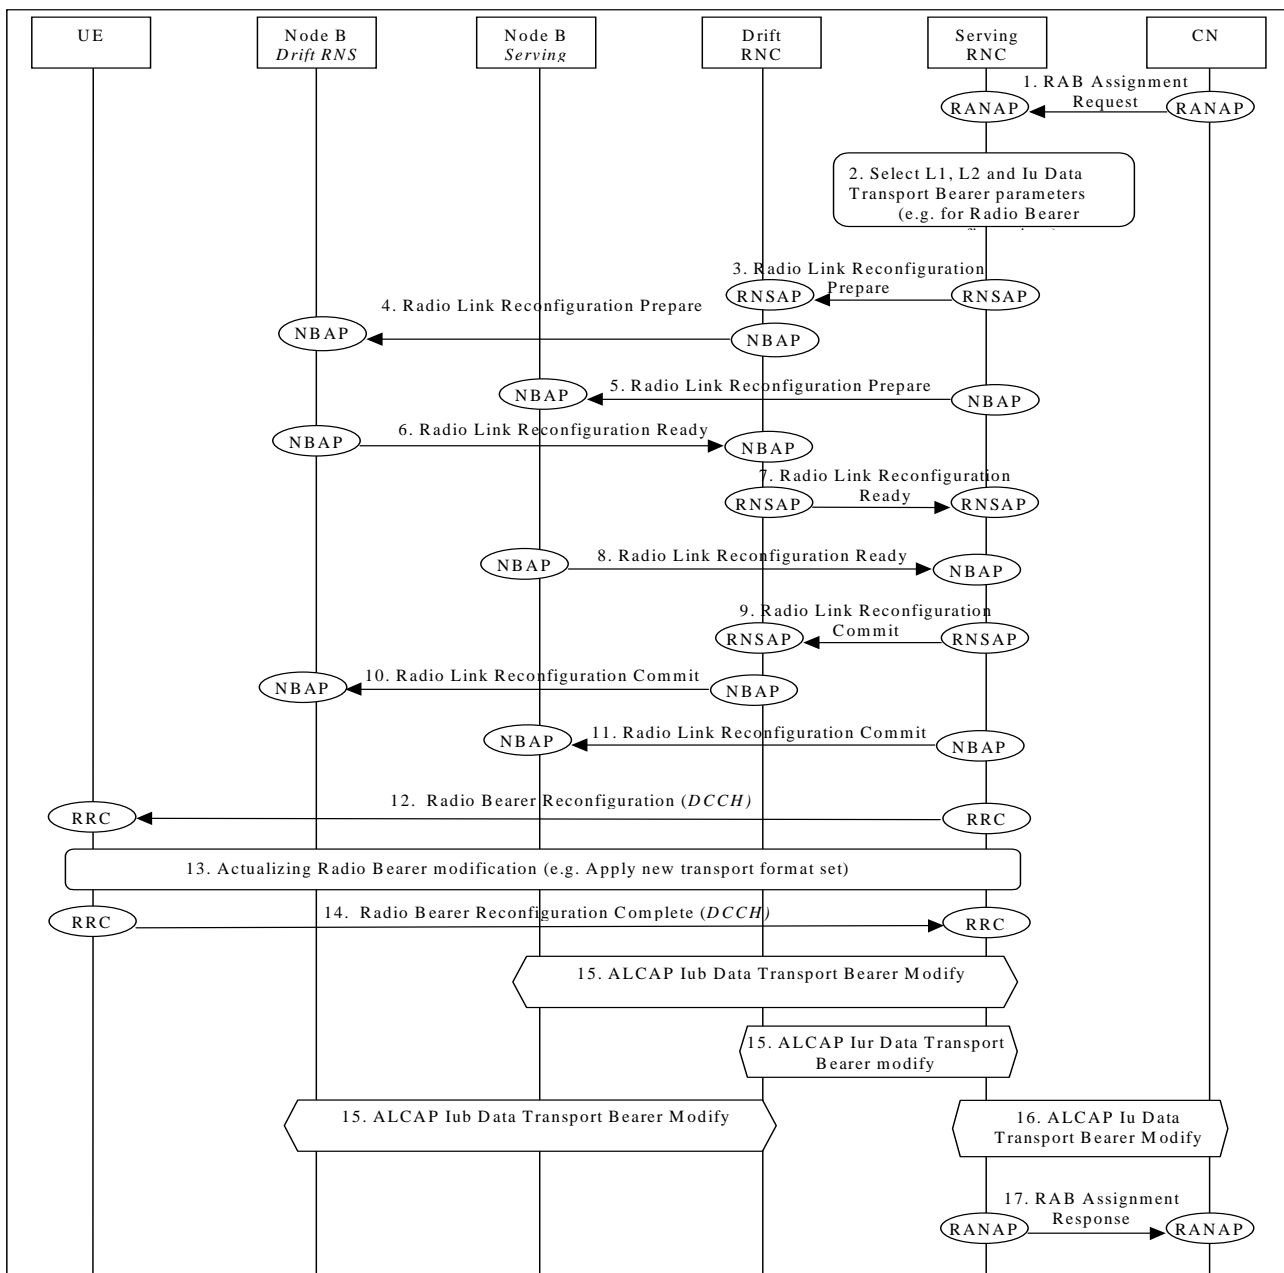 UE
Node B
Drift RNS
Node B
Serving
Drift
RNC
Serving
RNC
CN
1. RAB Assignment
Request
RANAP
RANAP
2. Select L1, L2 and Iu Data
Transport Bearer parameters
(e.g. for Radio Bearer
3. Radio Link Reconfiguration
Prepare
RNSAP
RNSAP
4. Radio Link Reconfiguration Prepare
NBAP
NBAP
5. Radio Link Reconfiguration Prepare
NBAP
NBAP
6. Radio Link Reconfiguration Ready
NBAP
NBAP
7. Radio Link Reconfiguration
Ready
RNSAP
RNSAP
8. Radio Link Reconfiguration Ready
NBAP
NBAP
9. Radio Link Reconfiguration
Commit
RNSAP
RNSAP
10. Radio Link Reconfiguration Commit
NBAP
NBAP
11. Radio Link Reconfiguration Commit
NBAP
NBAP
12. Radio Bearer Reconfiguration (DCCH)
RRC
RRC
13. Actualizing Radio Bearer modification (e.g. Apply new transport format set)
14. Radio Bearer Reconfiguration Complete (DCCH)
RRC
RRC
15. ALCAP Iub Data Transport Bearer Modify
15. ALCAP Iur Data Transport
Bearer modify
15. ALCAP Iub Data Transport Bearer Modify
16. ALCAP Iu Data
Transport Bearer Modify
17. RAB Assignment
Response
RANAP
RANAP